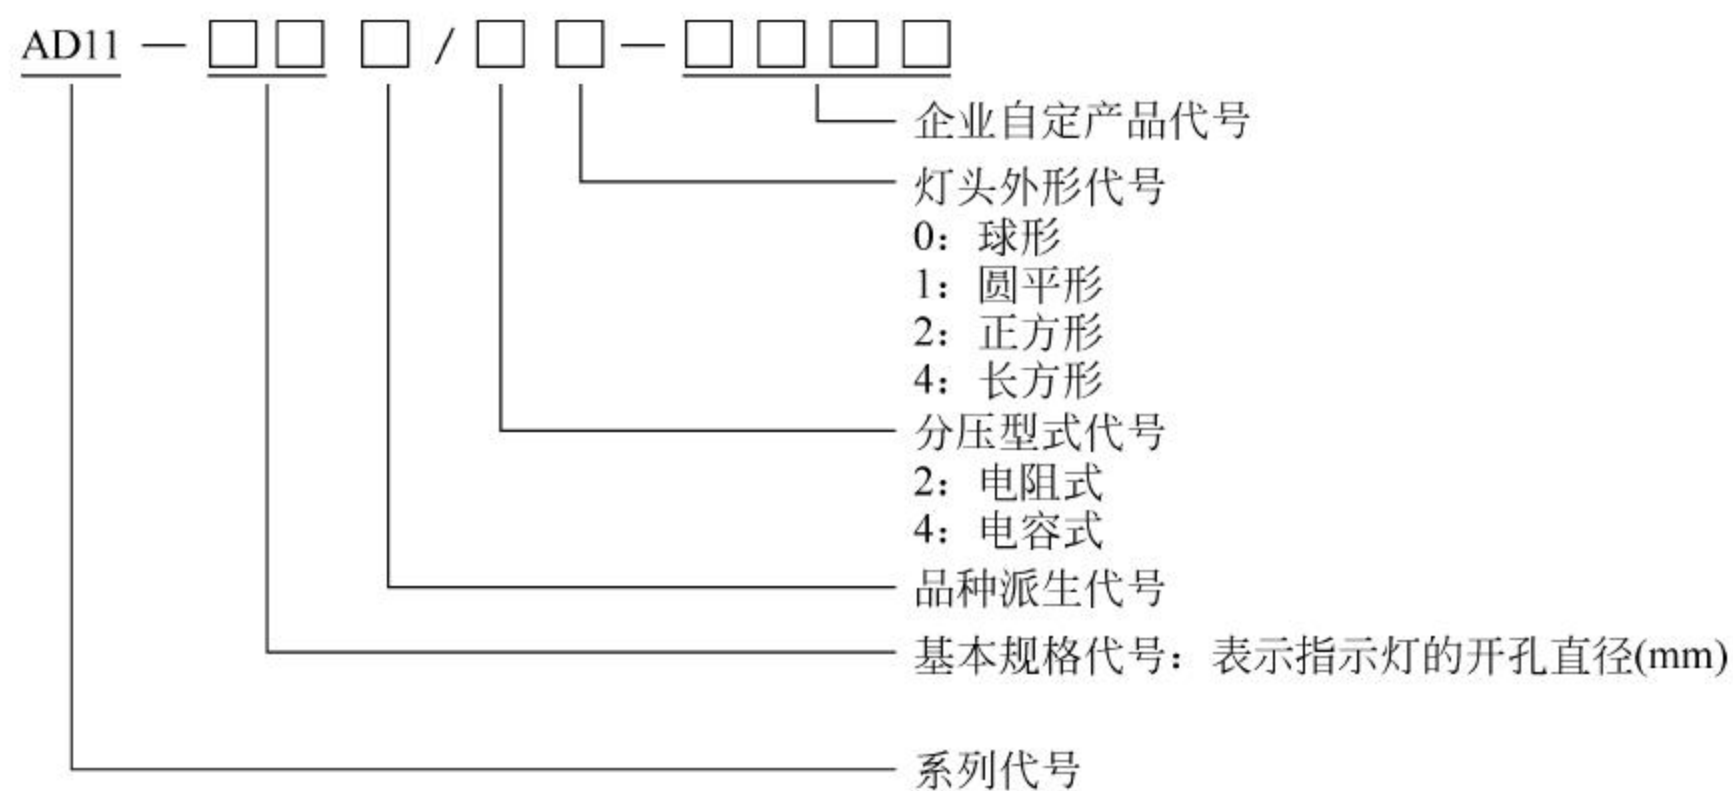 AD11—□□ □/□ □—□ □ □ □
企业自定产品代号
灯头外形代号
0：球形
1：圆平形
2：正方形
4：长方形
分压型式代号
2：电阻式
4：电容式
品种派生代号
基本规格代号：表示指示灯的开孔直径(mm)
系列代号